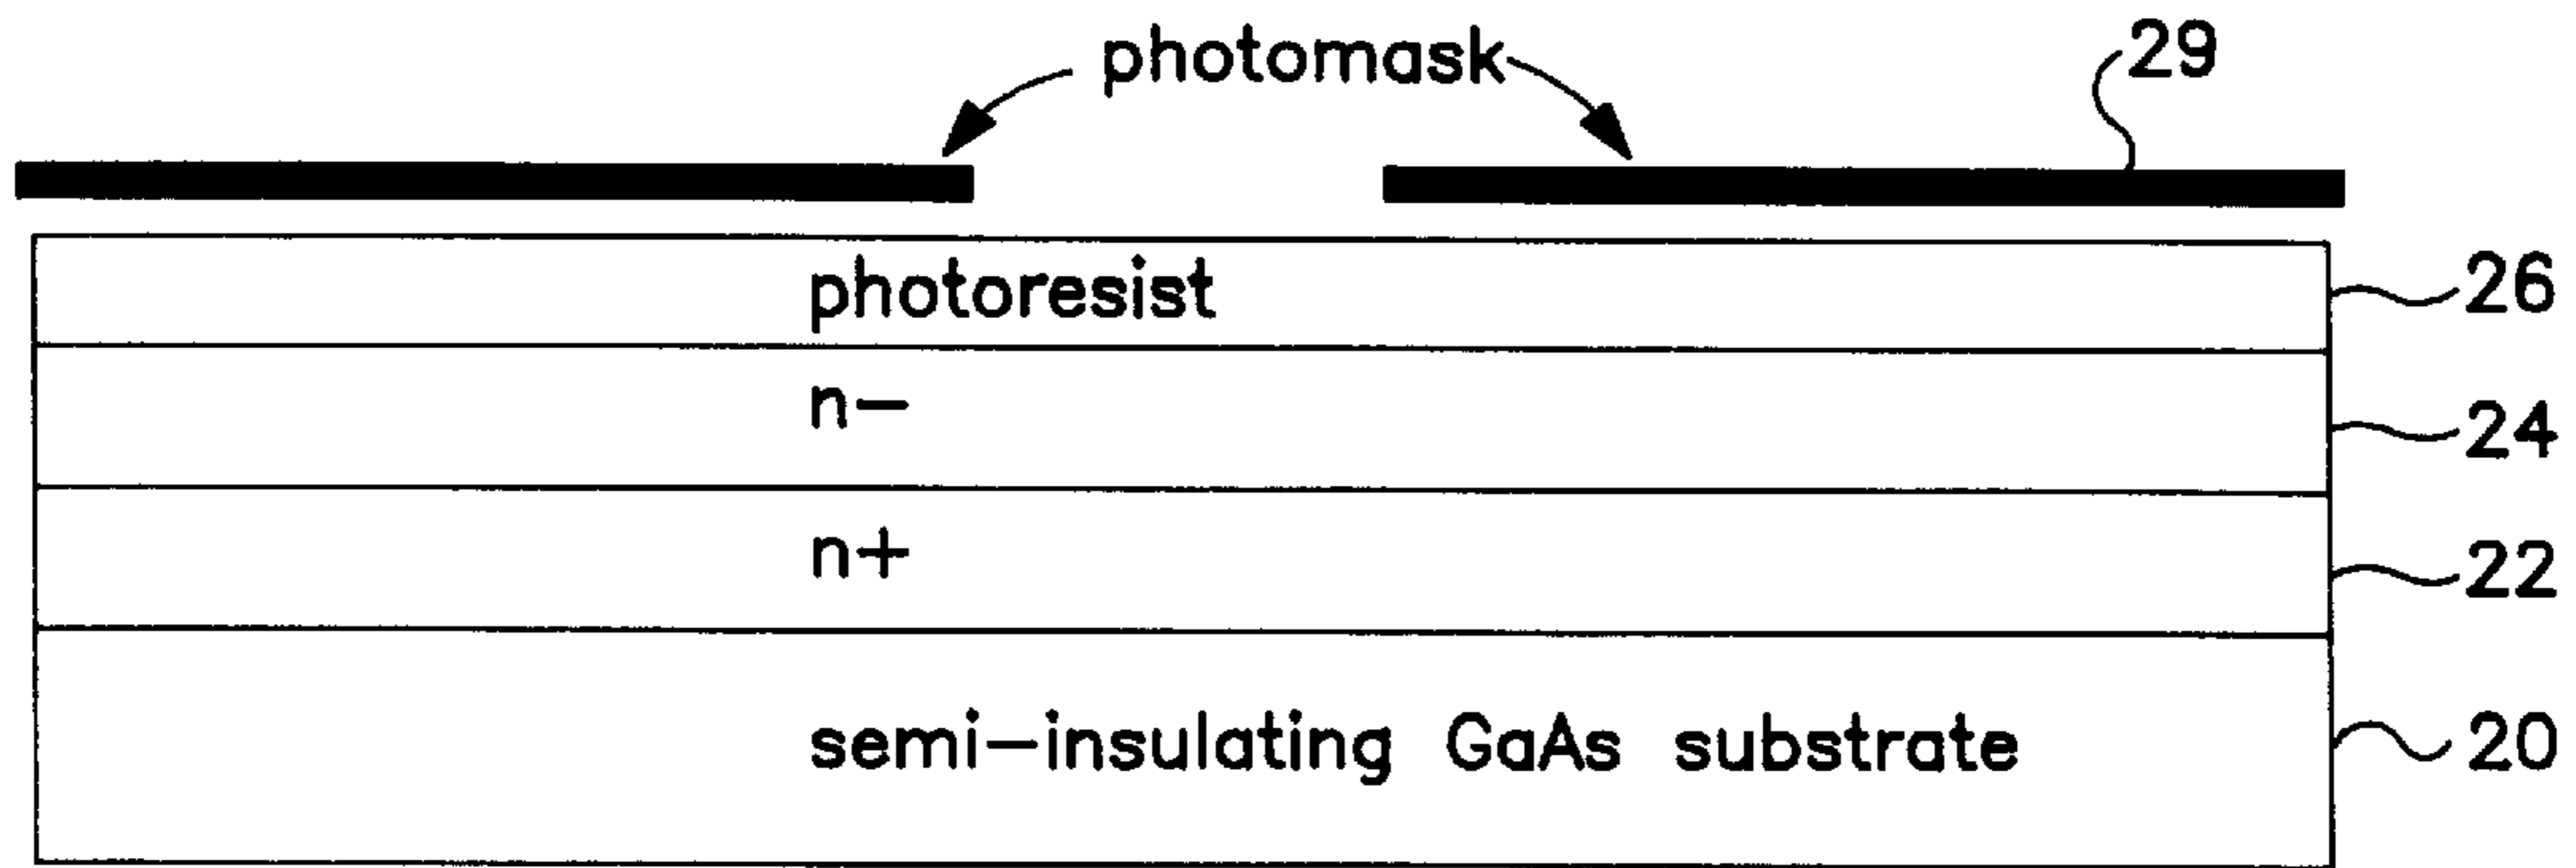 photomask
29
photoresist
26
n-
24
n+
22
semi-insulating GaAs substrate
20